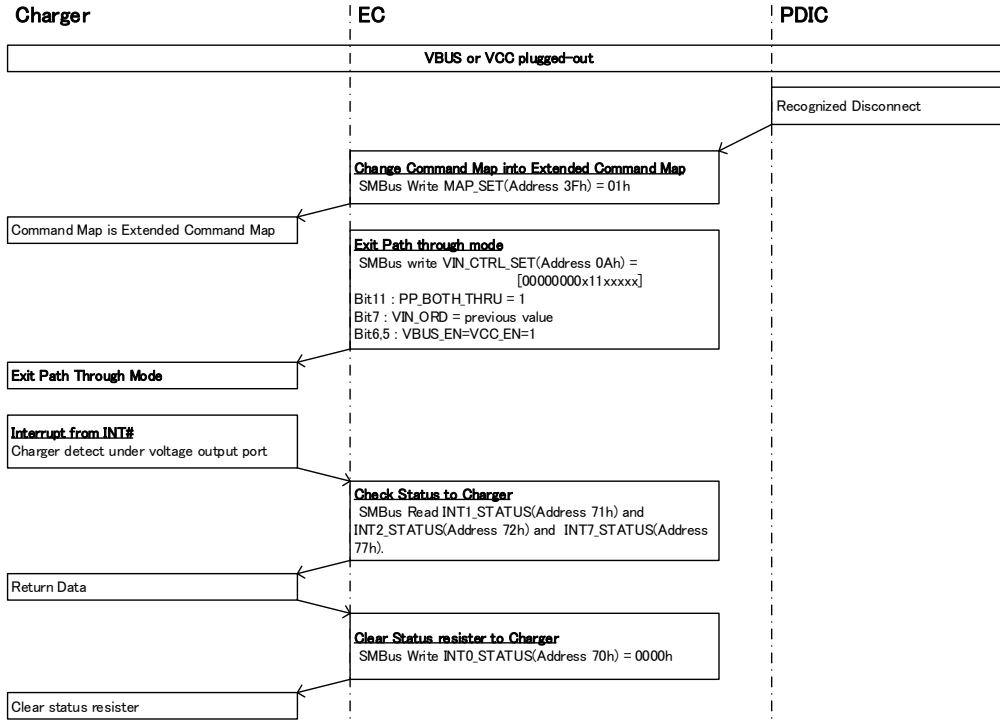 Charger
EC
PDIC
VBUS or VCC plugged-out
Recognized Disconnect
Change Command Map into Extended Command Map
SMBus Write MAP_SET(Address 3Fh) = 01h
Command Map is Extended Command Map
Exit Path through mode
SMBus write VIN_CTRL_SET(Address 0Ah) =
[00000000x11xxxxx]
Bit11 : PP_BOTH_THRU = 1
Bit7 : VIN_ORD = previous value
Bit6,5 : VBUS_EN=VCC_EN=1
Exit Path Through Mode
Interrupt from INT#
Charger detect under voltage output port
Check Status to Charger
SMBus Read INT1_STATUS(Address 71h) and
INT2_STATUS(Address 72h) and INT7_STATUS(Address
77h).
Return Data
Clear Status resister to Charger
SMBus Write INT0_STATUS(Address 70h) = 0000h
Clear status resister